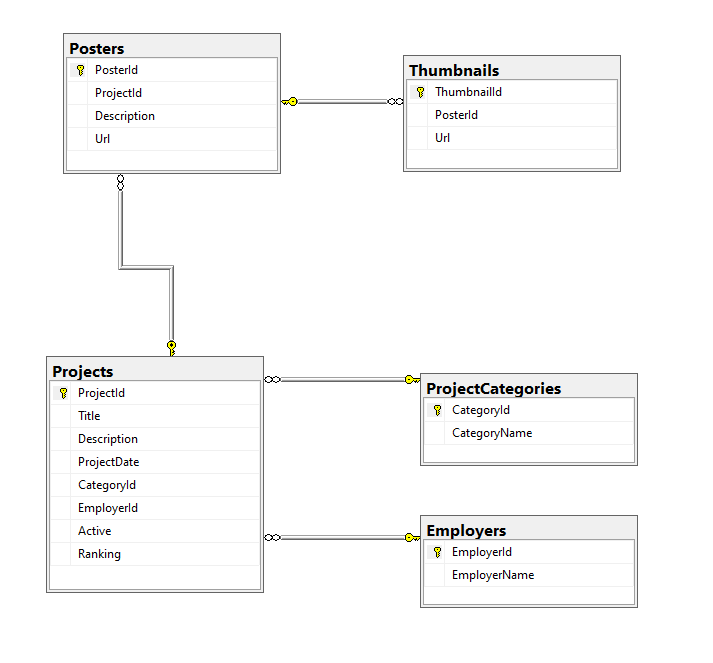 Posters
PosterId
ProjectId
Description
Url
Thumbnails
ThumbnailId
PosterId
Url
Projects
ProjectId
Title
Description
ProjectDate
CategoryId
EmployerId
Active
Ranking
ProjectCategories
CategoryId
CategoryName
Employers
EmployerId
EmployerName